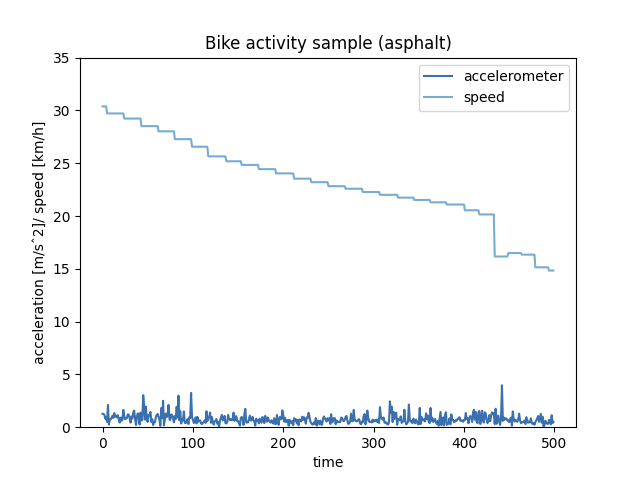 Bike activity sample (asphalt)
accelerometer
speed
acceleration [m/sˆ2]/ speed [km/h]
35
30
25
20
15
10
5
0
0 100 200 300 400 500
time